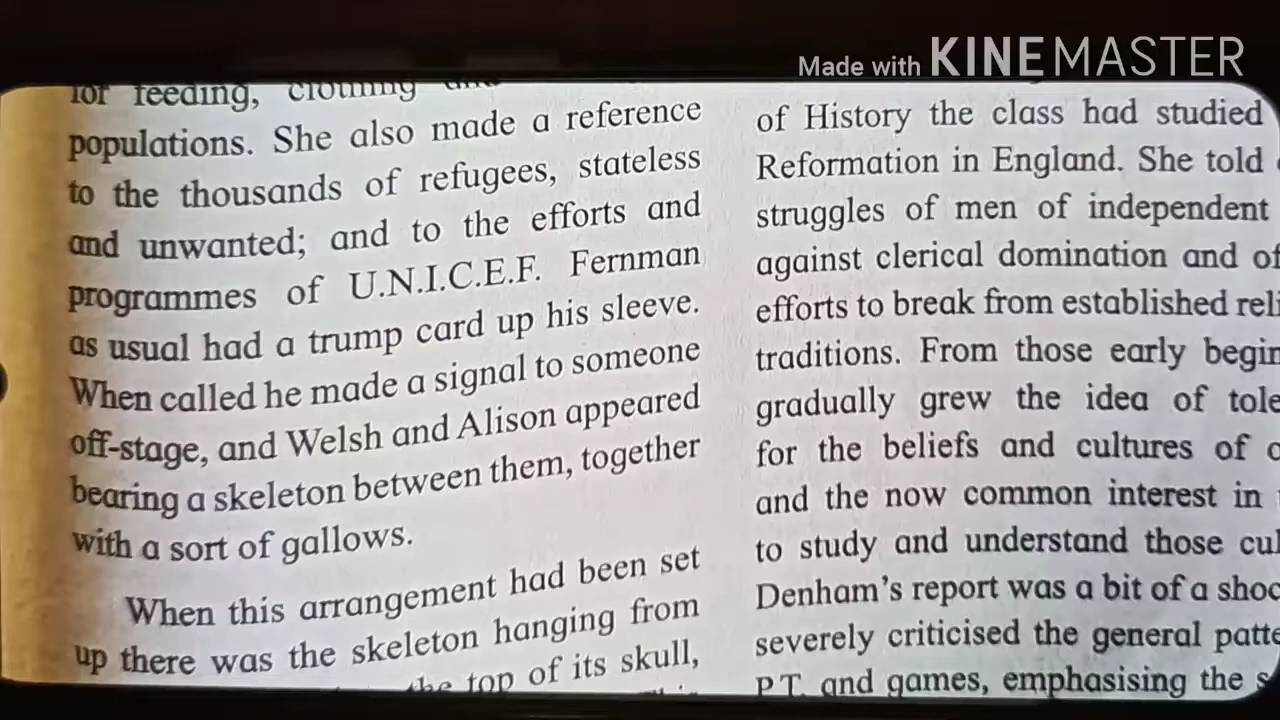 Made with KINEMASTER
for feeding, clothing
populations. She also made a reference
to the thousands of refugees, stateless
and unwanted; and to the efforts and
programmes of U.N.I.C.E.F. Fernman
as usual had a trump card up his sleeve.
When called he made a signal to someone
off-stage, and Welsh and Alison appeared
bearing a skeleton between them, together
with a sort of gallows.
When this arrangement had been set
up there was the skeleton hanging from
the top of its skull,
of History the class had studied
Reformation in England. She told
struggles of men of independent
against clerical domination and of
efforts to break from established
traditions. From those early
gradually grew the idea of
for the beliefs and cultures of
and the now common interest in
to study and understand those
Denham's report was a bit of a
severely criticised the general
P.T. and games, emphasising the